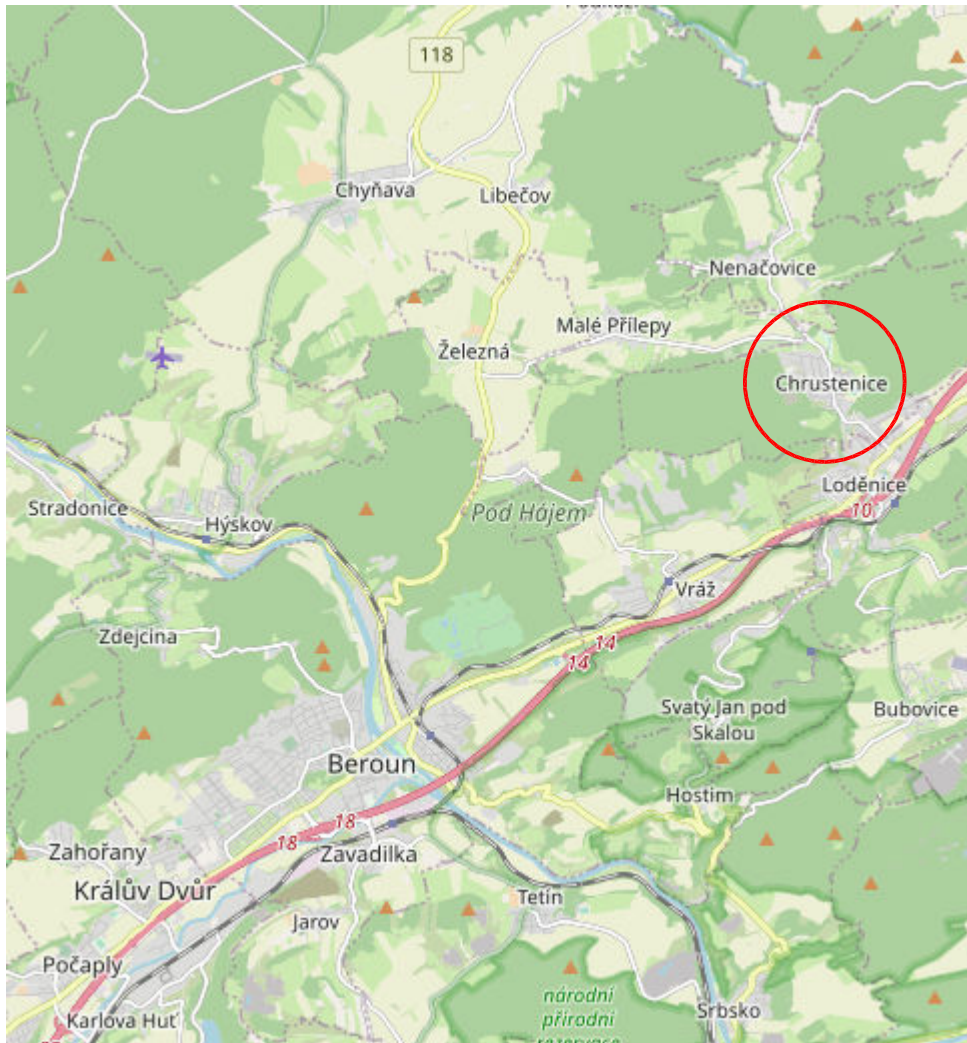 118
Chyňava
Libečov
Nenačovice
Malé Přílepy
Železná
Chrustenice
Loděnice
10
Stradonice
Hýskov
Pod Hájem
Vráž
Zdejcina
14
14
Svatý Jan pod
Skalou
Bubovice
Beroun
Hostim
18
18
Zahořany
Zavadilka
Králův Dvůr
Tetín
Jarov
Počaply
národní
přírodní
Srbsko
Karlova Huť